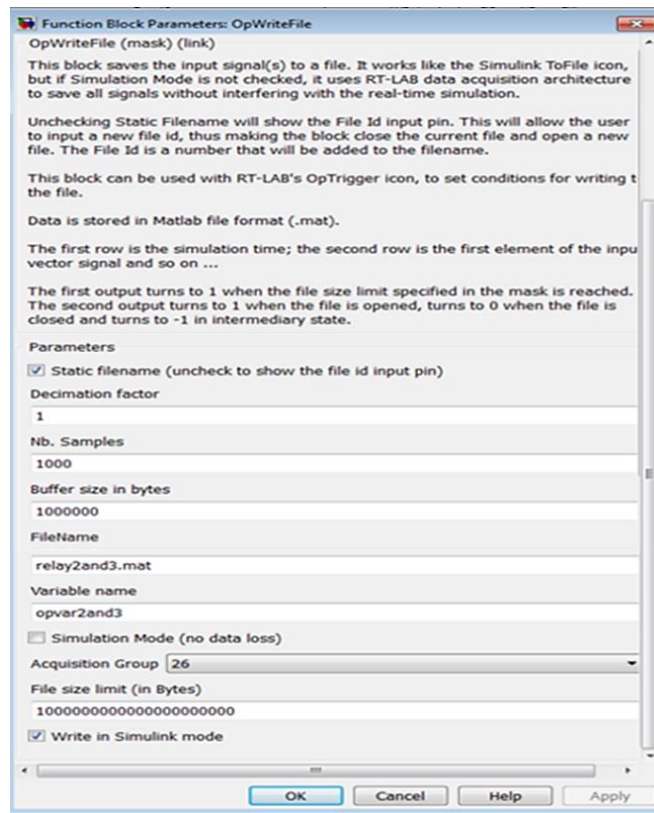 Function Block Parameters: OpWriteFile
OpWriteFile (mask) (link)
This block saves the input signal(s) to a file. It works like the Simulink ToFile icon,
but if Simulation Mode is not checked, it uses RT-LAB data acquisition architecture
to save all signals without interfering with the real-time simulation.
Unchecking Static Filename will show the File Id input pin. This will allow the user
to input a new file id, thus making the block close the current file and open a new
file. The File Id is a number that will be added to the filename.
This block can be used with RT-LAB's OpTrigger icon, to set conditions for writing t
the file.
Data is stored in Matlab file format (.mat).
The first row is the simulation time; the second row is the first element of the inpu
vector signal and so on ...
The first output turns to 1 when the file size limit specified in the mask is reached.
The second output turns to 1 when the file is opened, turns to 0 when the file is
closed and turns to -1 in intermediary state.
Parameters
Static filename (uncheck to show the file id input pin)
Decimation factor
1
Nb. Samples
1000
Buffer size in bytes
1000000
FileName
relay2and3.mat
Variable name
opvar2and3
Simulation Mode (no data loss)
Acquisition Group 26
File size limit (in Bytes)
Write in Simulink mode
OK Cancel Help Apply